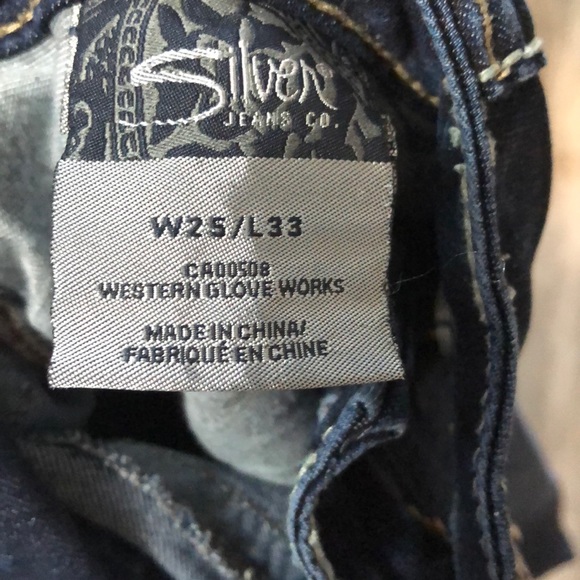 Silver
JEANS CO.
W25/L33
CA00508
WESTERN GLOVE WORKS
MADE IN CHINA/
FABRIQUÉ EN CHINE